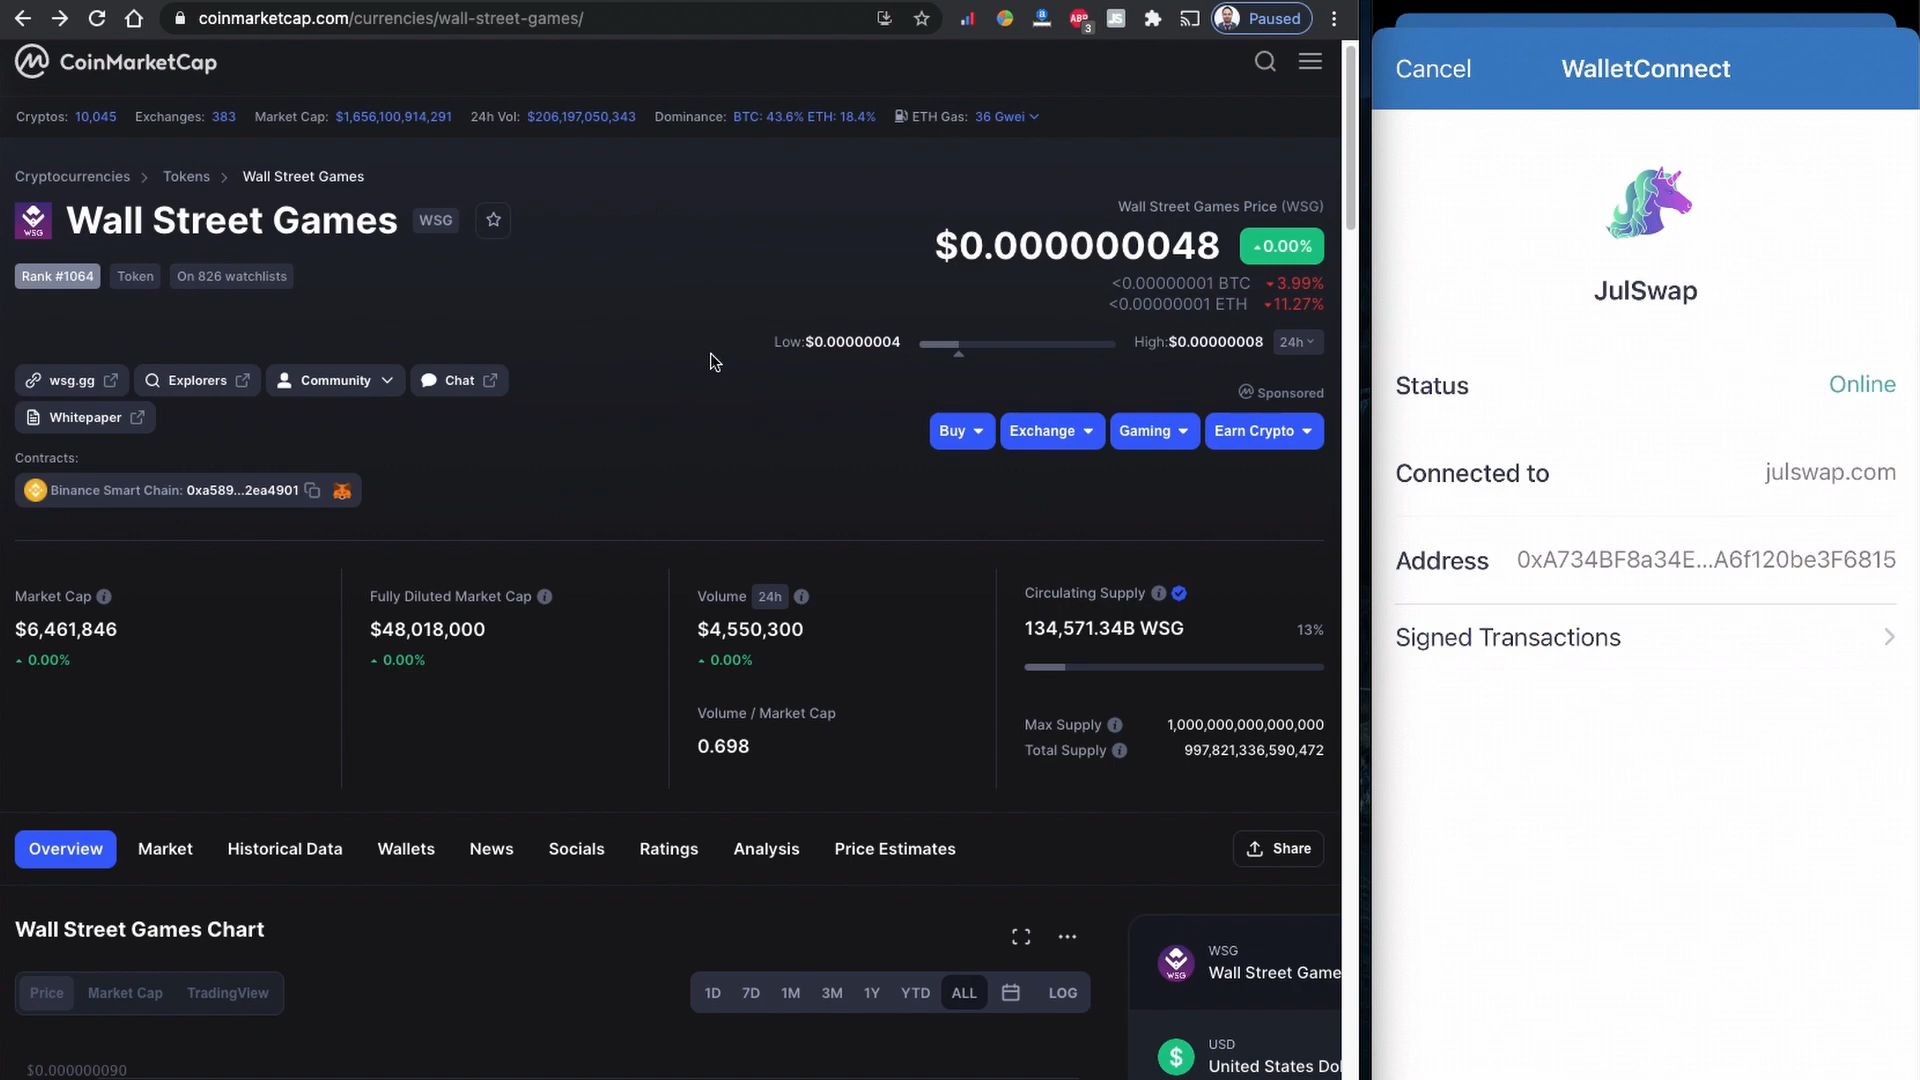 coinmarketcap.com/currencies/wall-street-games/
ABP
3
JS
Paused
CoinMarketCap
Cryptos: 10,045 Exchanges: 383 Market Cap: $1,656,100,914,291 24h Vol: $206,197,050,343 Dominance: BTC: 43.6% ETH: 18.4% ETH Gas: 36 Gwei
Cryptocurrencies Tokens Wall Street Games
WSG
Wall Street Games WSG
Rank #1064 Token On 826 watchlists
Wall Street Games Price (WSG)
$0.000000048 0.00%
<0.00000001 BTC 3.99%
<0.00000001 ETH 11.27%
Low:$0.00000004 High:$0.00000008 24h
wsg.gg Explorers Community Chat
Whitepaper
Sponsored
Buy Exchange Gaming Earn Crypto
Contracts:
Binance Smart Chain: 0xa589...2ea4901
Market Cap
$6,461,846
0.00%
Fully Diluted Market Cap
$48,018,000
0.00%
Volume 24h
$4,550,300
0.00%
Volume / Market Cap
0.698
Circulating Supply
134,571.34B WSG 13%
Max Supply 1,000,000,000,000,000
Total Supply 997,821,336,590,472
Overview Market Historical Data Wallets News Socials Ratings Analysis Price Estimates Share
Wall Street Games Chart
Price Market Cap TradingView
1D 7D 1M 3M 1Y YTD ALL LOG
$0.000000090
WSG
WSG
Wall Street Game
$
USD
United States Dol
Cancel WalletConnect
JulSwap
Status Online
Connected to julswap.com
Address 0xA734BF8a34E...A6f120be3F6815
Signed Transactions